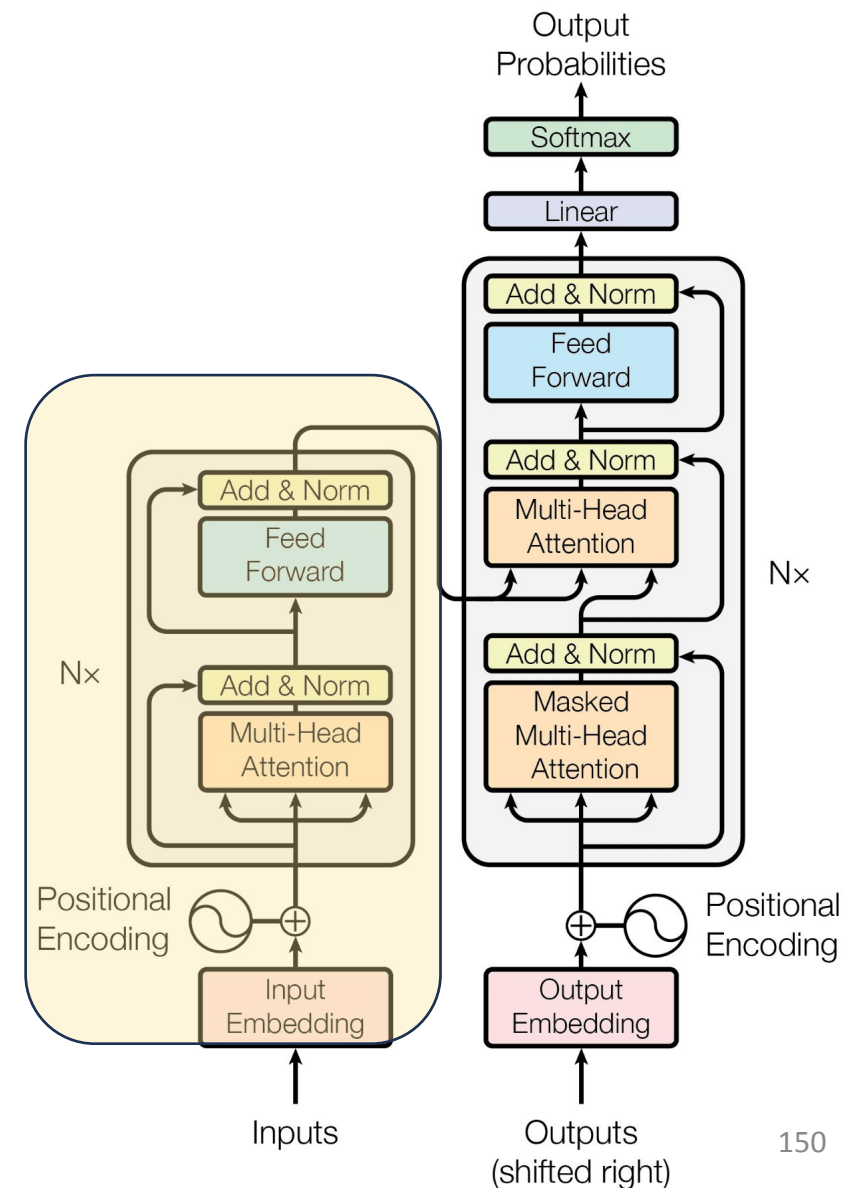 Output
Probabilities
Softmax
Linear
Add & Norm
Feed
Forward
Add & Norm
Multi-Head
Attention
N×
Add & Norm
Masked
Multi-Head
Attention
Positional
Encoding
Output
Embedding
Outputs
(shifted right)
Add & Norm
Feed
Forward
N×
Add & Norm
Multi-Head
Attention
Positional
Encoding
Input
Embedding
Inputs
150